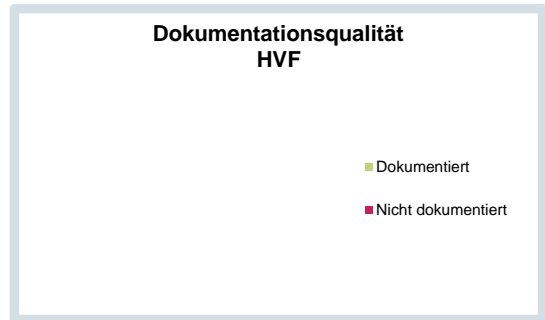 Dokumentationsqualität
HVF
Dokumentiert
Nicht dokumentiert